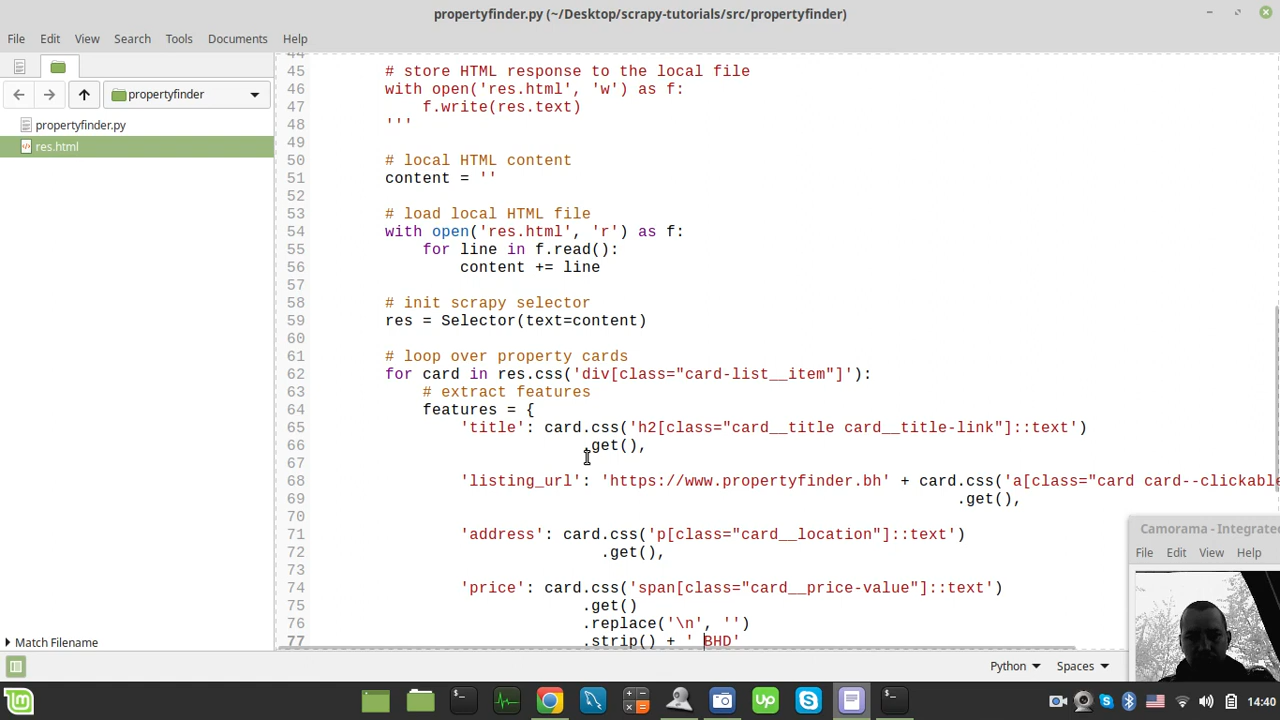 propertyfinder.py (~/Desktop/scrapy-tutorials/src/propertyfinder)
File Edit View Search Tools Documents Help
propertyfinder
propertyfinder.py
res.html
Match Filename
44
45 # store HTML response to the local file
46 with open('res.html', 'w') as f:
47 f.write(res.text)
48 '''
49
50 # local HTML content
51 content = ''
52
53 # load local HTML file
54 with open('res.html', 'r') as f:
55 for line in f.read():
56 content += line
57
58 # init scrapy selector
59 res = Selector(text=content)
60
61 # loop over property cards
62 for card in res.css('div[class="card-list__item"]'):
63 # extract features
64 features = {
65 'title': card.css('h2[class="card__title card__title-link"]::text')
66 .get(),
67
68 'listing_url': 'https://www.propertyfinder.bh' + card.css('a[class="card card--clickable
69 .get(),
70
71 'address': card.css('p[class="card__location"]::text')
72 .get(),
73
74 'price': card.css('span[class="card__price-value"]::text')
75 .get()
76 .replace('\n', '')
77 .strip() + ' BHD'
Camorama - Integrate
File Edit View Help
Python Spaces
Up
14:40